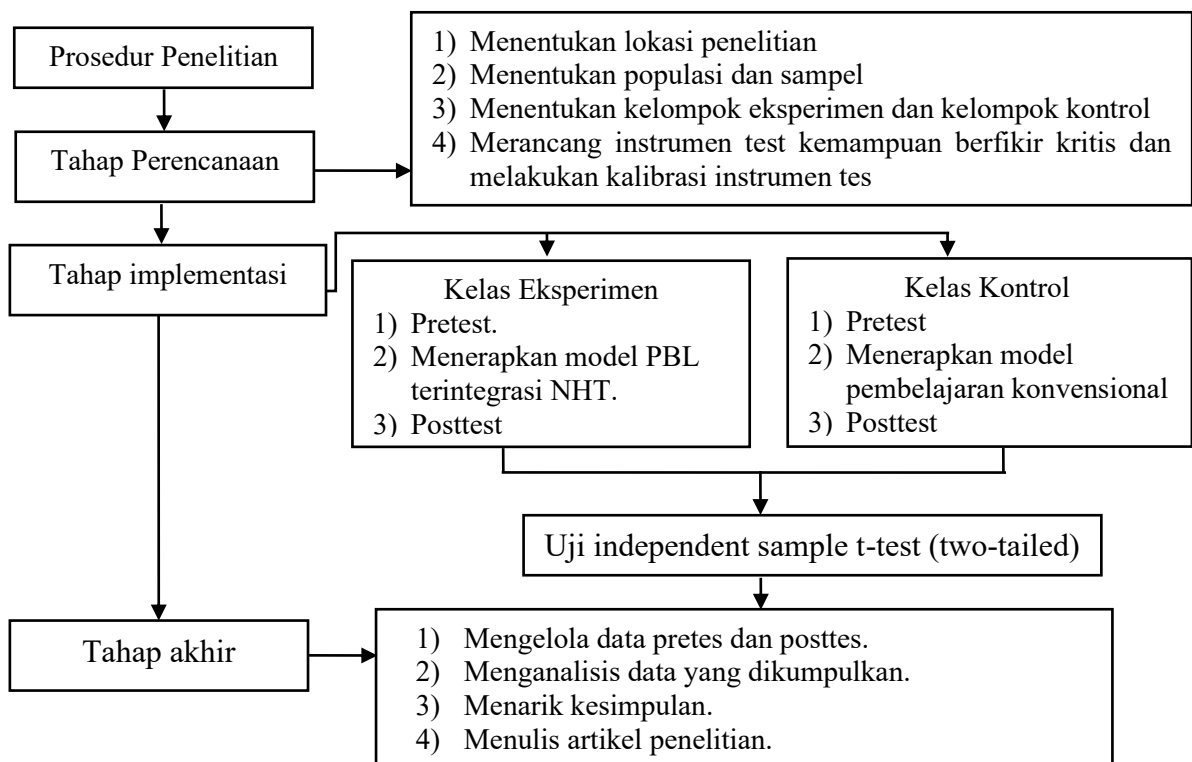 Prosedur Penelitian
1) Menentukan lokasi penelitian
2) Menentukan populasi dan sampel
3) Menentukan kelompok eksperimen dan kelompok kontrol
4) Merancang instrumen test kemampuan berfikir kritis dan
melakukan kalibrasi instrumen tes
Tahap Perencanaan
Tahap implementasi
Kelas Eksperimen
1) Pretest.
2) Menerapkan model PBL
terintegrasi NHT.
3) Posttest
Kelas Kontrol
1) Pretest
2) Menerapkan model
pembelajaran konvensional
3) Posttest
Uji independent sample t-test (two-tailed)
Tahap akhir
1) Mengelola data pretes dan posttes.
2) Menganalisis data yang dikumpulkan.
3) Menarik kesimpulan.
4) Menulis artikel penelitian.